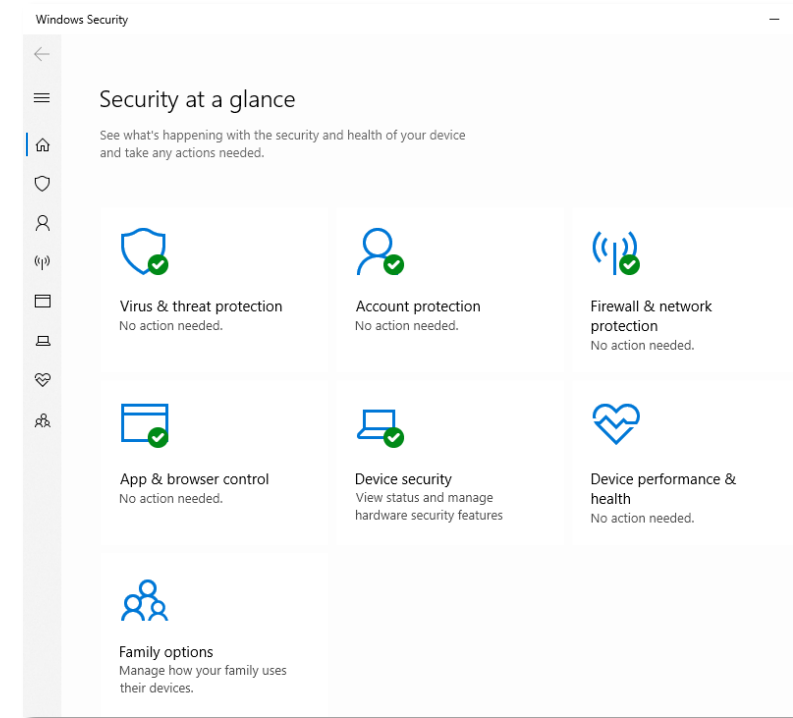 Windows Security
Security at a glance
See what's happening with the security and health of your device
and take any actions needed.
Virus & threat protection
No action needed.
Account protection
No action needed.
Firewall & network
protection
No action needed.
App & browser control
No action needed.
Device security
View status and manage
hardware security features
Device performance &
health
No action needed.
Family options
Manage how your family uses
their devices.